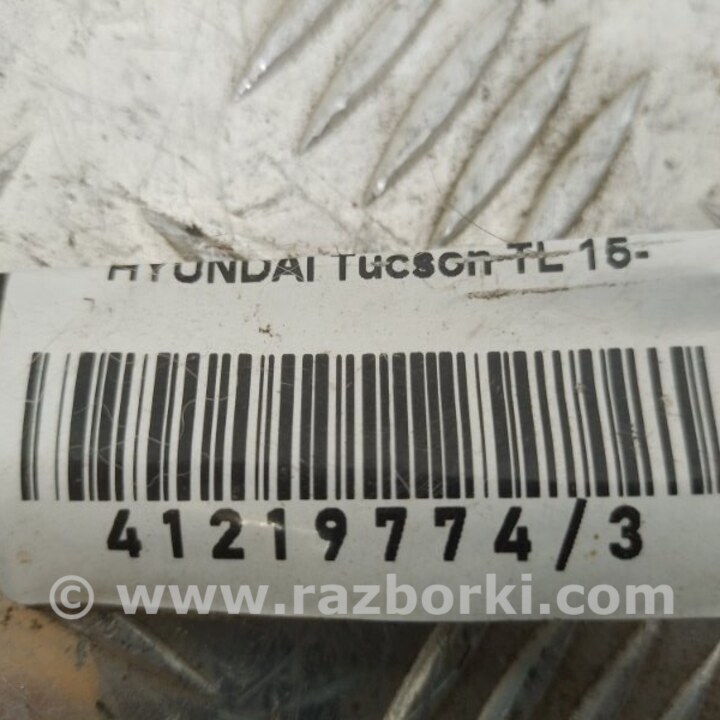 HYUNDAI Tucson TL 15-
41219774/3
© www.razborki.com